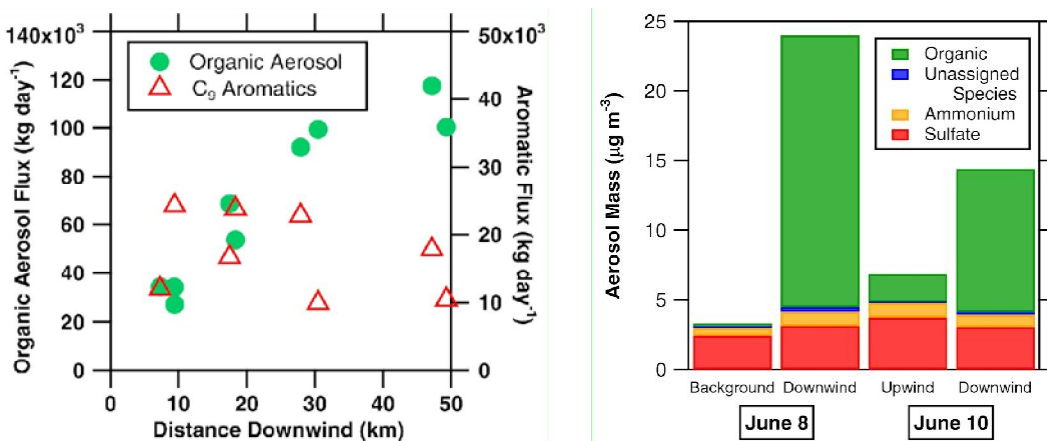 140x10³
120
100
80
60
40
20
0
Organic Aerosol Flux (kg day⁻¹)
Organic Aerosol
C₉ Aromatics
50x10³
40
30
20
10
0
Aromatic Flux (kg day⁻¹)
0 10 20 30 40 50
Distance Downwind (km)
25
20
15
10
5
0
Aerosol Mass (µg m⁻³)
Organic
Unassigned
Species
Ammonium
Sulfate
Background Downwind Upwind Downwind
June 8 June 10